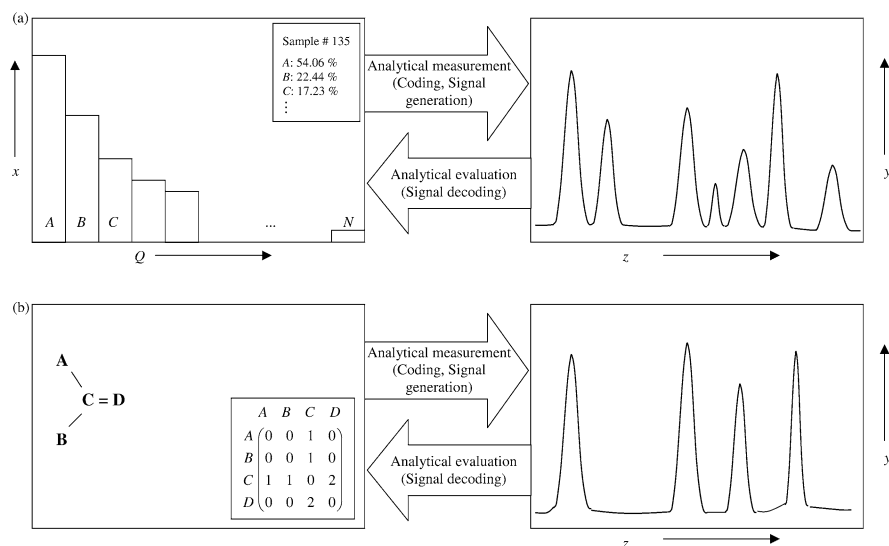 (a)
Sample # 135
A: 54.06 %
B: 22.44 %
C: 17.23 %
⋮
x
A B C ... N
Q
Analytical measurement
(Coding, Signal
generation)
Analytical evaluation
(Signal decoding)
y
z
(b)
A
C = D
B
A B C D
A 0 0 1 0
B 0 0 1 0
C 1 1 0 2
D 0 0 2 0
Analytical measurement
(Coding, Signal
generation)
Analytical evaluation
(Signal decoding)
y
z